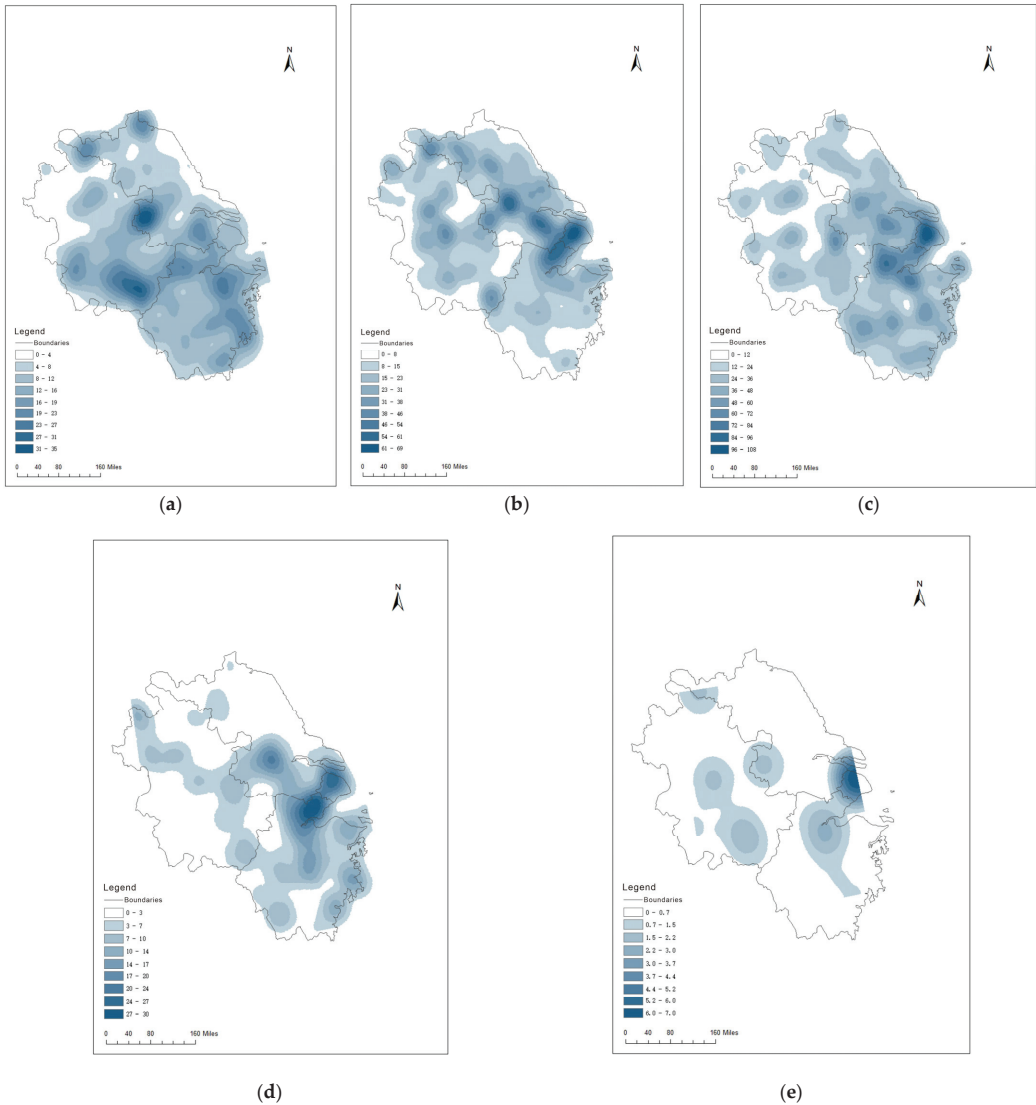 N
Legend
Boundaries
0 - 4
4 - 8
8 - 12
12 - 16
16 - 19
19 - 23
23 - 27
27 - 31
31 - 35
0 40 80 160 Miles
(a)
N
Legend
Boundaries
0 - 8
8 - 15
15 - 23
23 - 31
31 - 38
38 - 46
46 - 54
54 - 61
61 - 69
0 40 80 160 Miles
(b)
N
Legend
Boundaries
0 - 12
12 - 24
24 - 36
36 - 48
48 - 60
60 - 72
72 - 84
84 - 96
96 - 108
0 40 80 160 Miles
(c)
N
Legend
Boundaries
0 - 3
3 - 7
7 - 10
10 - 14
14 - 17
17 - 20
20 - 24
24 - 27
27 - 30
0 40 80 160 Miles
(d)
N
Legend
Boundaries
0 - 0.7
0.7 - 1.5
1.5 - 2.2
2.2 - 3.0
3.0 - 3.7
3.7 - 4.4
4.4 - 5.2
5.2 - 6.0
6.0 - 7.0
0 40 80 160 Miles
(e)